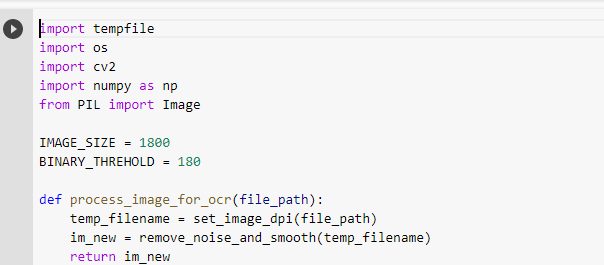 import tempfile
import os
import cv2
import numpy as np
from PIL import Image

IMAGE_SIZE = 1800
BINARY_THREHOLD = 180

def process_image_for_ocr(file_path):
    temp_filename = set_image_dpi(file_path)
    im_new = remove_noise_and_smooth(temp_filename)
    return im_new